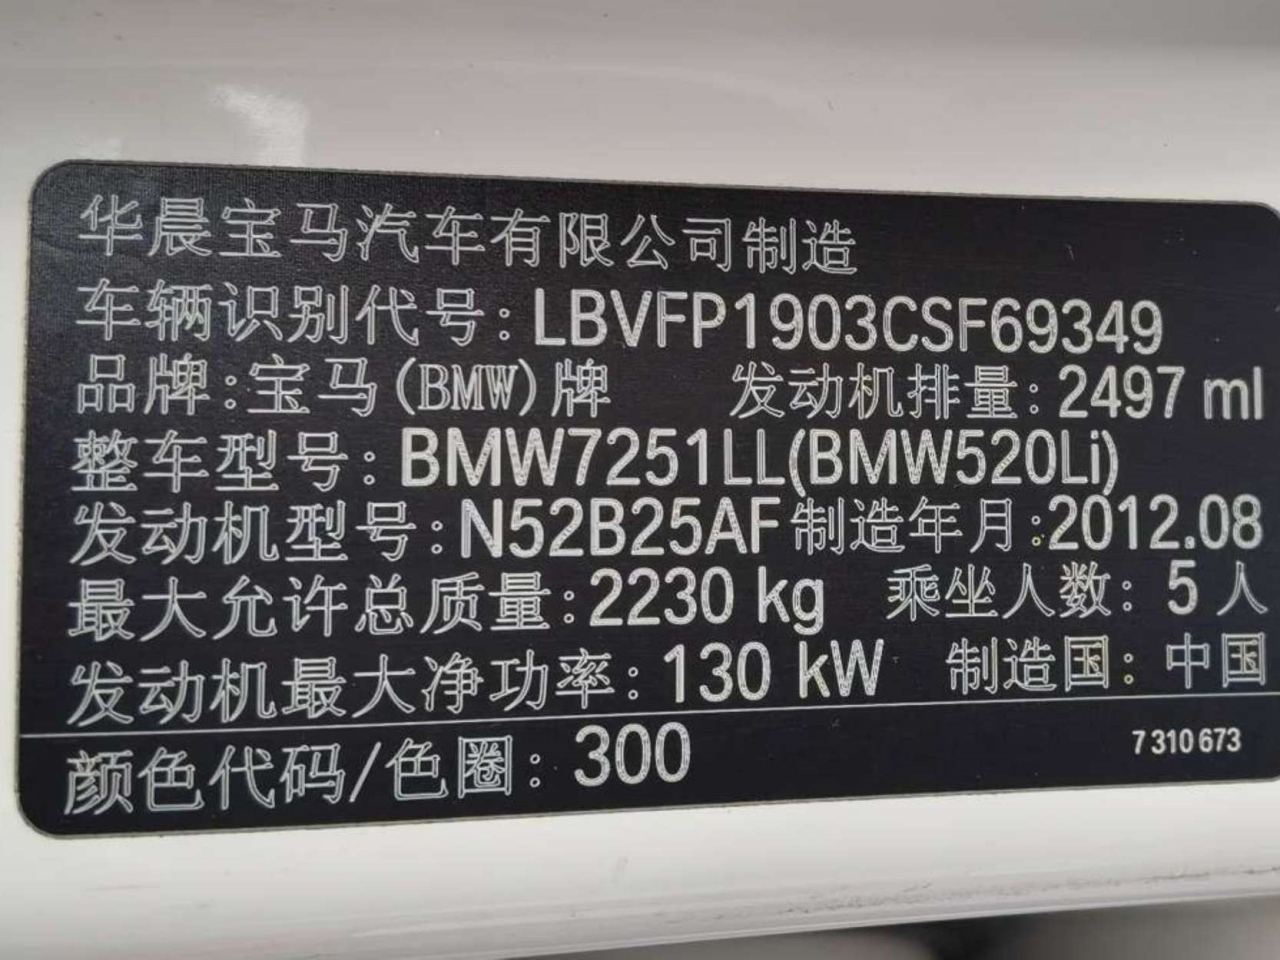 华晨宝马汽车有限公司制造
车辆识别代号:LBVFP1903CSF69349
品牌:宝马(BMW)牌 发动机排量:2497 ml
整车型号:BMW7251LL(BMW520Li)
发动机型号:N52B25AF 制造年月:2012.08
最大允许总质量:2230 kg 乘坐人数:5人
发动机最大净功率:130 kW 制造国:中国
颜色代码/色圈:300 7 310 673